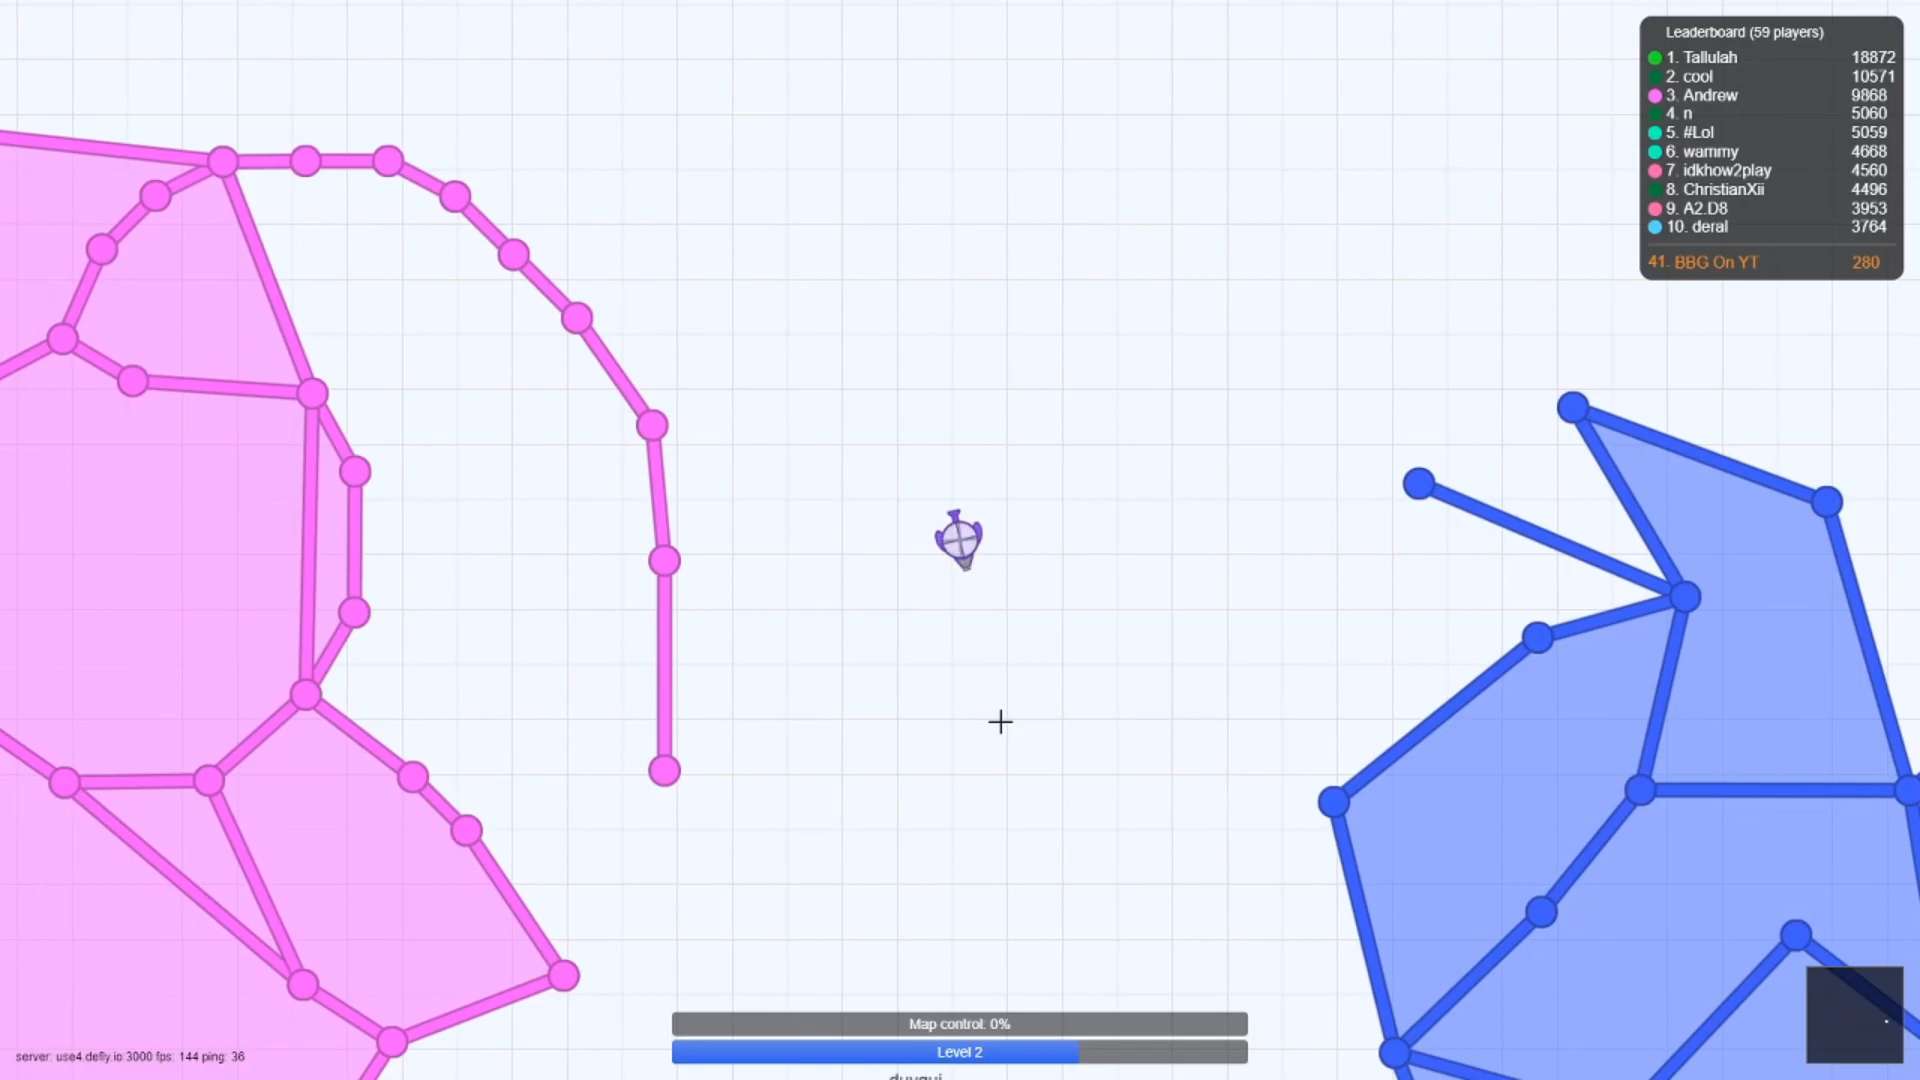 Leaderboard (59 players)
1. Tallulah 18872
2. cool 10571
3. Andrew 9868
4. n 5060
5. #Lol 5059
6. wammy 4668
7. idkhow2play 4560
8. ChristianXii 4496
9. A2.D8 3953
10. deral 3764
41. BBG On YT 280
Map control: 0%
Level 2
server: use4.defly.io:3000 fps: 144 ping: 36